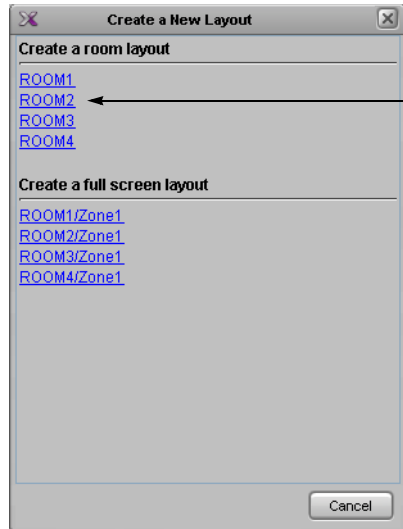 Create a New Layout
Create a room layout
ROOM1
ROOM2
ROOM3
ROOM4
Create a full screen layout
ROOM1/Zone1
ROOM2/Zone1
ROOM3/Zone1
ROOM4/Zone1
Cancel